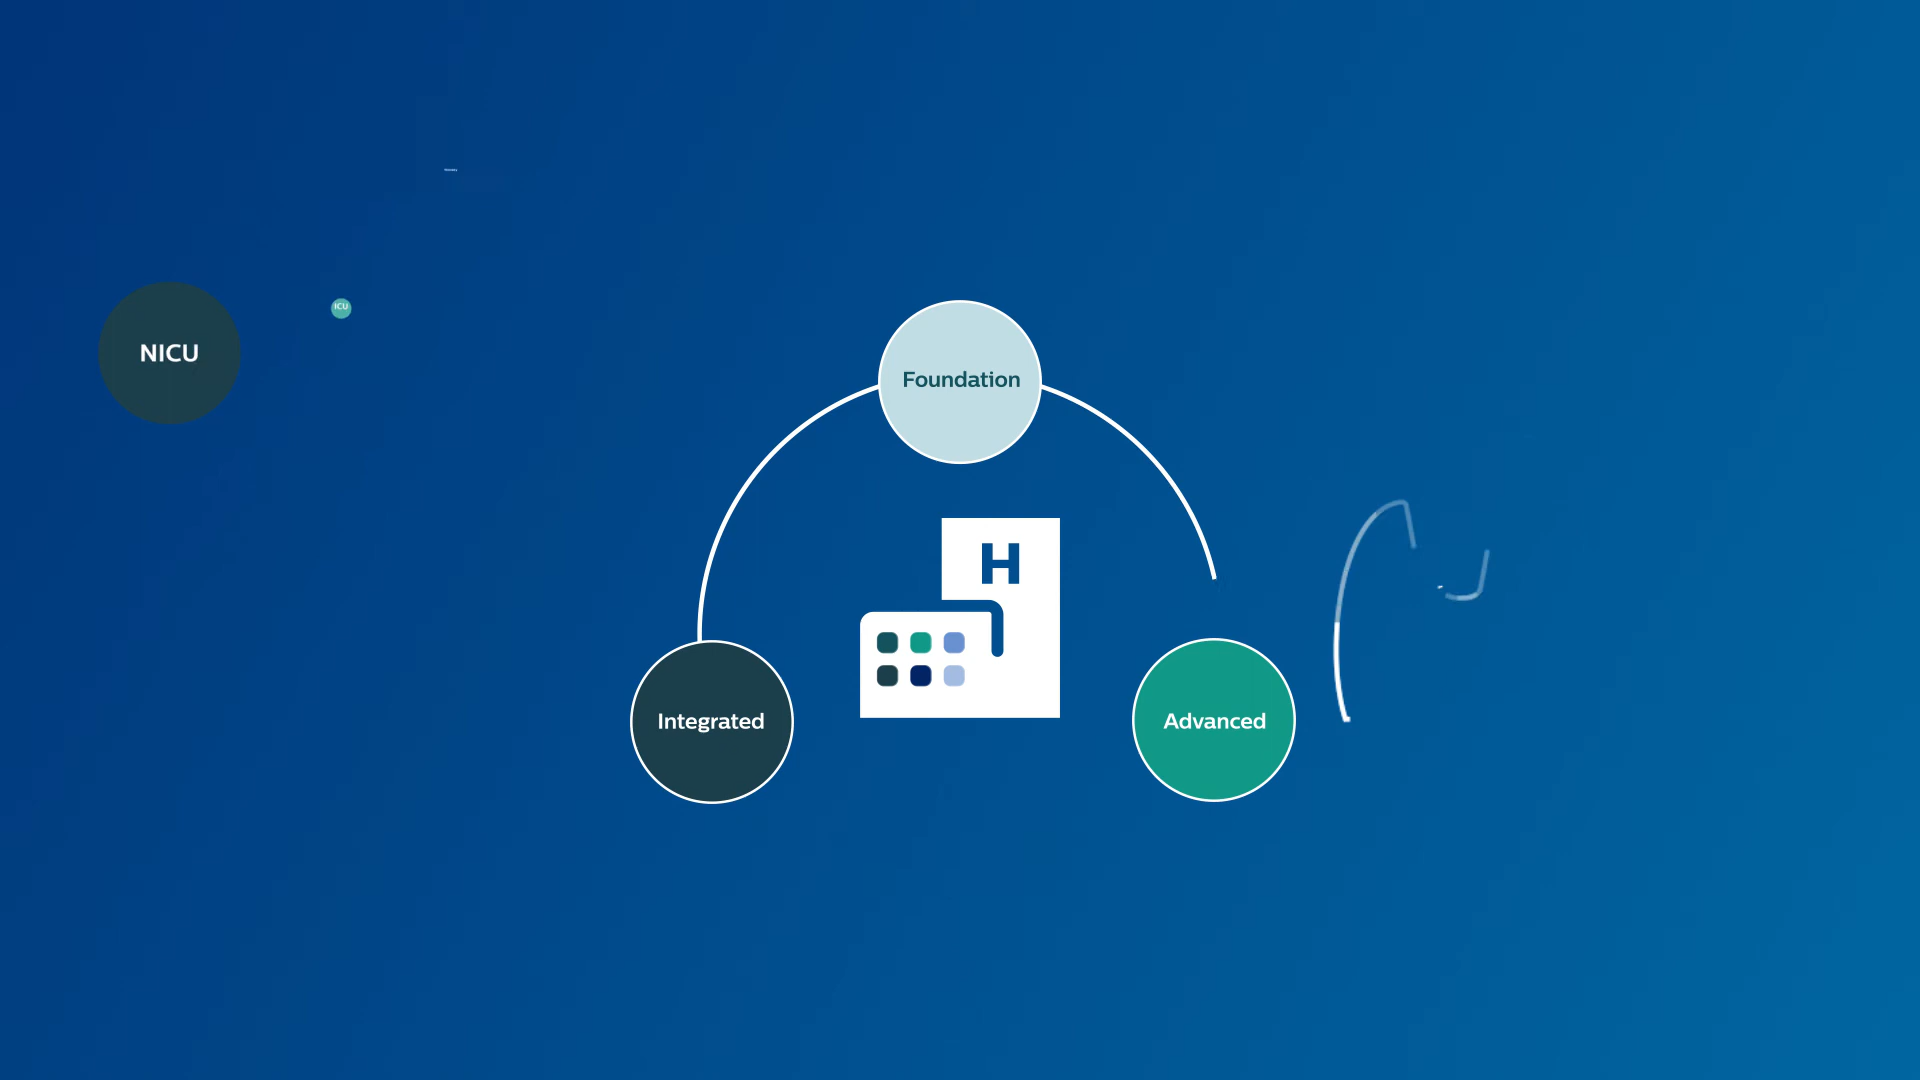 NICU
ICU
Foundation
H
Integrated
Advanced